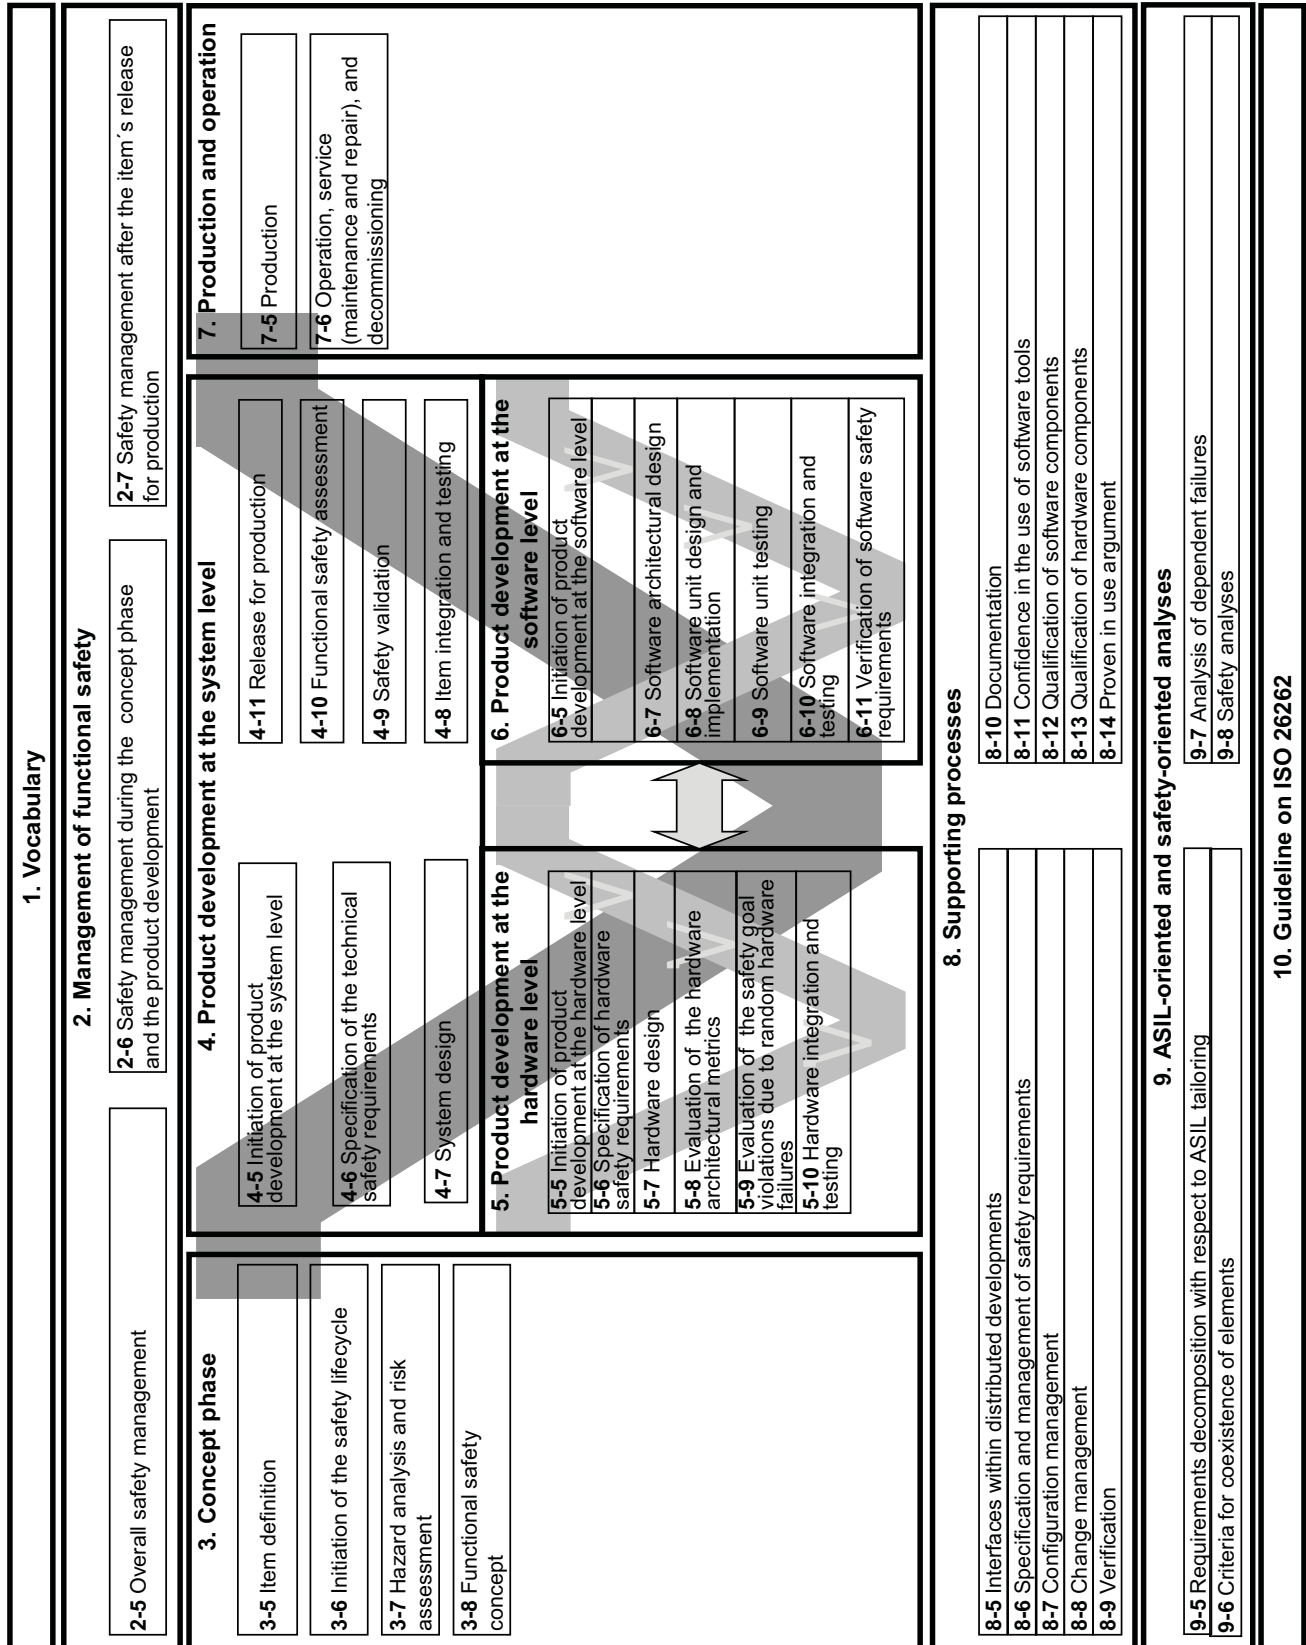 1. Vocabulary
2. Management of functional safety
2-5 Overall safety management
2-6 Safety management during the concept phase
and the product development
2-7 Safety management after the item´s release
for production
3. Concept phase
3-5 Item definition
3-6 Initiation of the safety lifecycle
3-7 Hazard analysis and risk
assessment
3-8 Functional safety
concept
4. Product development at the system level
4-5 Initiation of product
development at the system level
4-6 Specification of the technical
safety requirements
4-7 System design
4-11 Release for production
4-10 Functional safety assessment
4-9 Safety validation
4-8 Item integration and testing
7. Production and operation
7-5 Production
7-6 Operation, service
(maintenance and repair), and
decommissioning
5. Product development at the
hardware level
5-5 Initiation of product
development at the hardware level
5-6 Specification of hardware
safety requirements
5-7 Hardware design
5-8 Evaluation of the hardware
architectural metrics
5-9 Evaluation of the safety goal
violations due to random hardware
failures
5-10 Hardware integration and
testing
6. Product development at the
software level
6-5 Initiation of product
development at the software level
6-7 Software architectural design
6-8 Software unit design and
implementation
6-9 Software unit testing
6-10 Software integration and
testing
6-11 Verification of software safety
requirements
8. Supporting processes
8-5 Interfaces within distributed developments
8-6 Specification and management of safety requirements
8-7 Configuration management
8-8 Change management
8-9 Verification
8-10 Documentation
8-11 Confidence in the use of software tools
8-12 Qualification of software components
8-13 Qualification of hardware components
8-14 Proven in use argument
9. ASIL-oriented and safety-oriented analyses
9-5 Requirements decomposition with respect to ASIL tailoring
9-6 Criteria for coexistence of elements
9-7 Analysis of dependent failures
9-8 Safety analyses
10. Guideline on ISO 26262